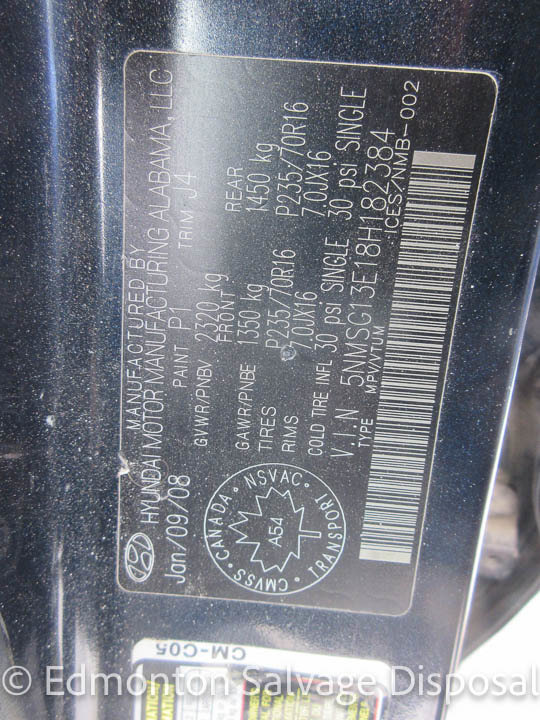 MANUFACTURED BY
HYUNDAI MOTOR MANUFACTURING ALABAMA, LLC
Jan/09/08 PAINT P1 TRIM J4
GVWR/PNBV 2320 kg
FRONT REAR
GAWR/PNBE 1350 kg 1450 kg
TIRES P235/70R16 P235/70R16
RIMS 7.0JX16 7.0JX16
COLD TIRE INFL 30 psi SINGLE 30 psi SINGLE
V I N 5NMSG13E18H182384
TYPE MPV/VTUM ICES/NMB-002
CANADA NSVAC TRANSPORT CMVSS
A54
CM-C05
© Edmonton Salvage Disposal